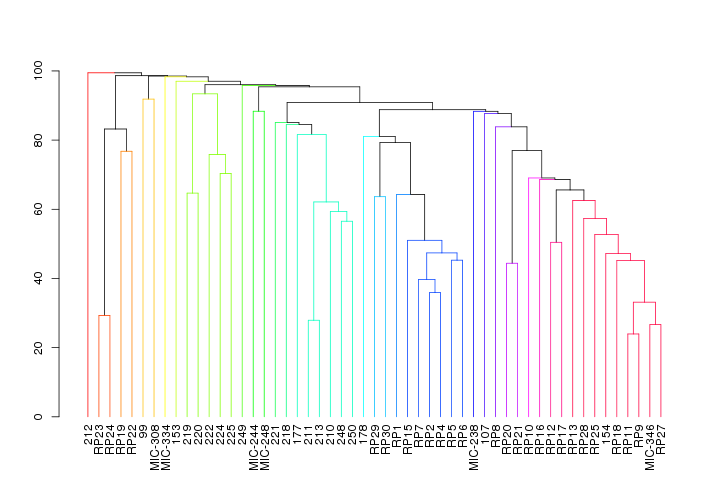 100
80
60
40
20
0
212
RP23
RP24
RP19
RP22
99
MIC-308
MIC-334
153
219
220
222
224
225
249
MIC-244
MIC-248
221
218
177
211
213
210
248
250
178
RP29
RP30
RP1
RP15
RP7
RP2
RP4
RP5
RP6
MIC-238
107
RP8
RP20
RP21
RP10
RP16
RP12
RP17
RP13
RP28
RP25
154
RP18
RP11
RP9
MIC-346
RP27